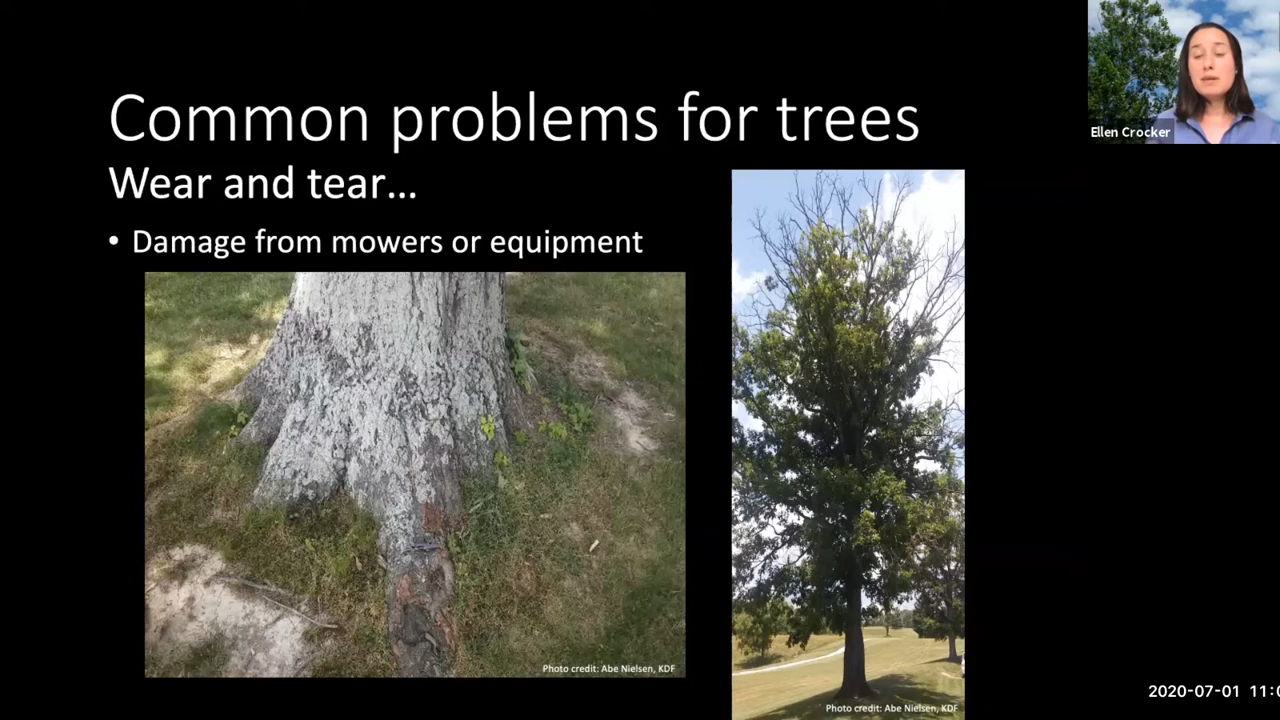 Common problems for trees
Wear and tear…
• Damage from mowers or equipment
Photo credit: Abe Nielsen, KDF
Photo credit: Abe Nielsen, KDF
Ellen Crocker
2020-07-01 11:0